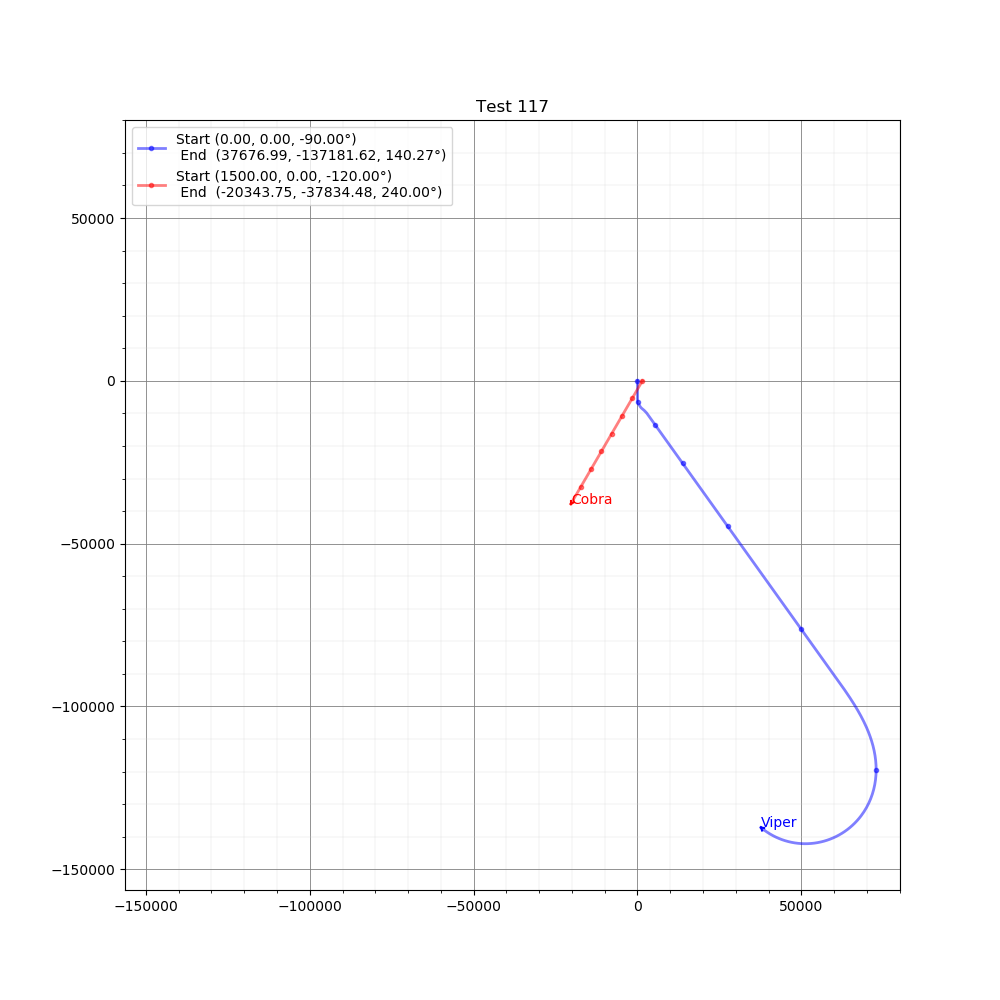 Test 117
Start (0.00, 0.00, -90.00°)
End (37676.99, -137181.62, 140.27°)
Start (1500.00, 0.00, -120.00°)
End (-20343.75, -37834.48, 240.00°)
50000
0
−50000
−100000
−150000
Cobra
Viper
−150000 −100000 −50000 0 50000